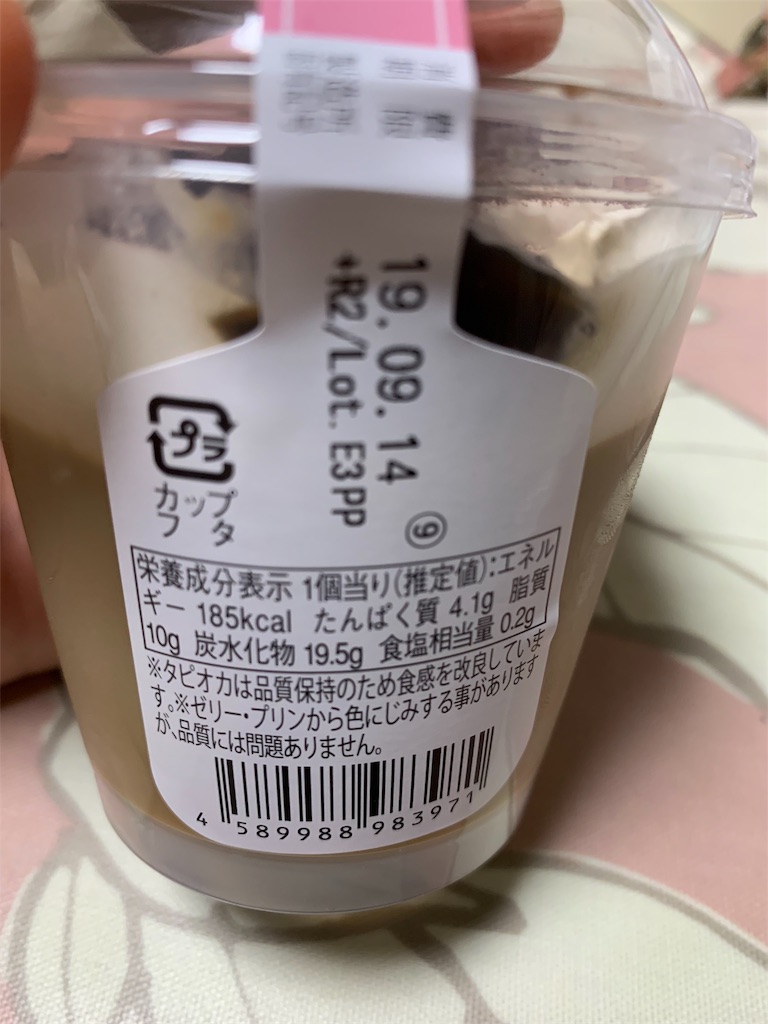 消費
期限
19.09.14
+R2/Lot. E3PP
⑨
プラ
カップ
フタ
栄養成分表示 1個当り(推定値):エネル
ギー 185kcal たんぱく質 4.1g 脂質
10g 炭水化物 19.5g 食塩相当量 0.2g
※タピオカは品質保持のため食感を改良していま
す。※ゼリー・プリンから色にじみする事があります
が、品質には問題ありません。
4 589988 983971